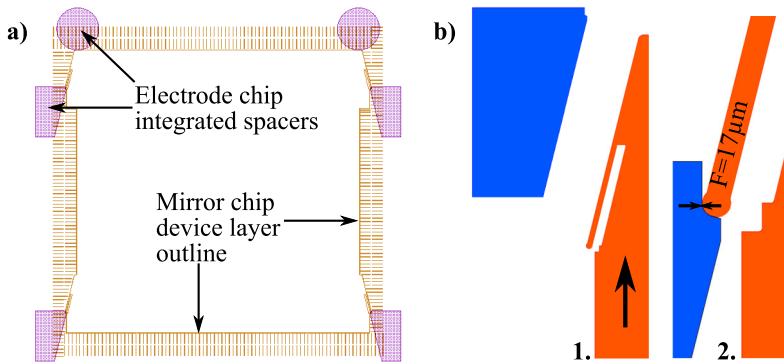 a)
Electrode chip
integrated spacers
Mirror chip
device layer
outline
b)
F=17μm
1.
2.